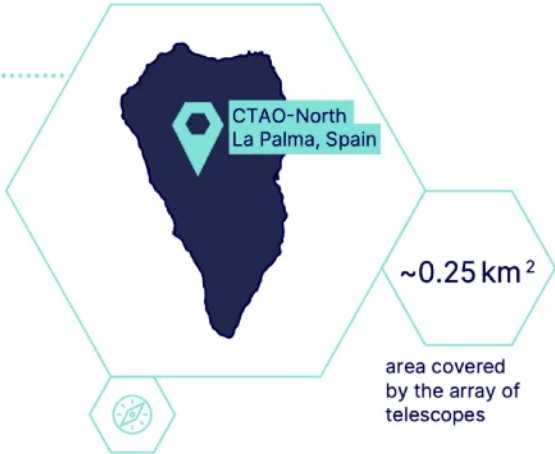 CTAO-North
La Palma, Spain
~0.25 km²
area covered
by the array of
telescopes